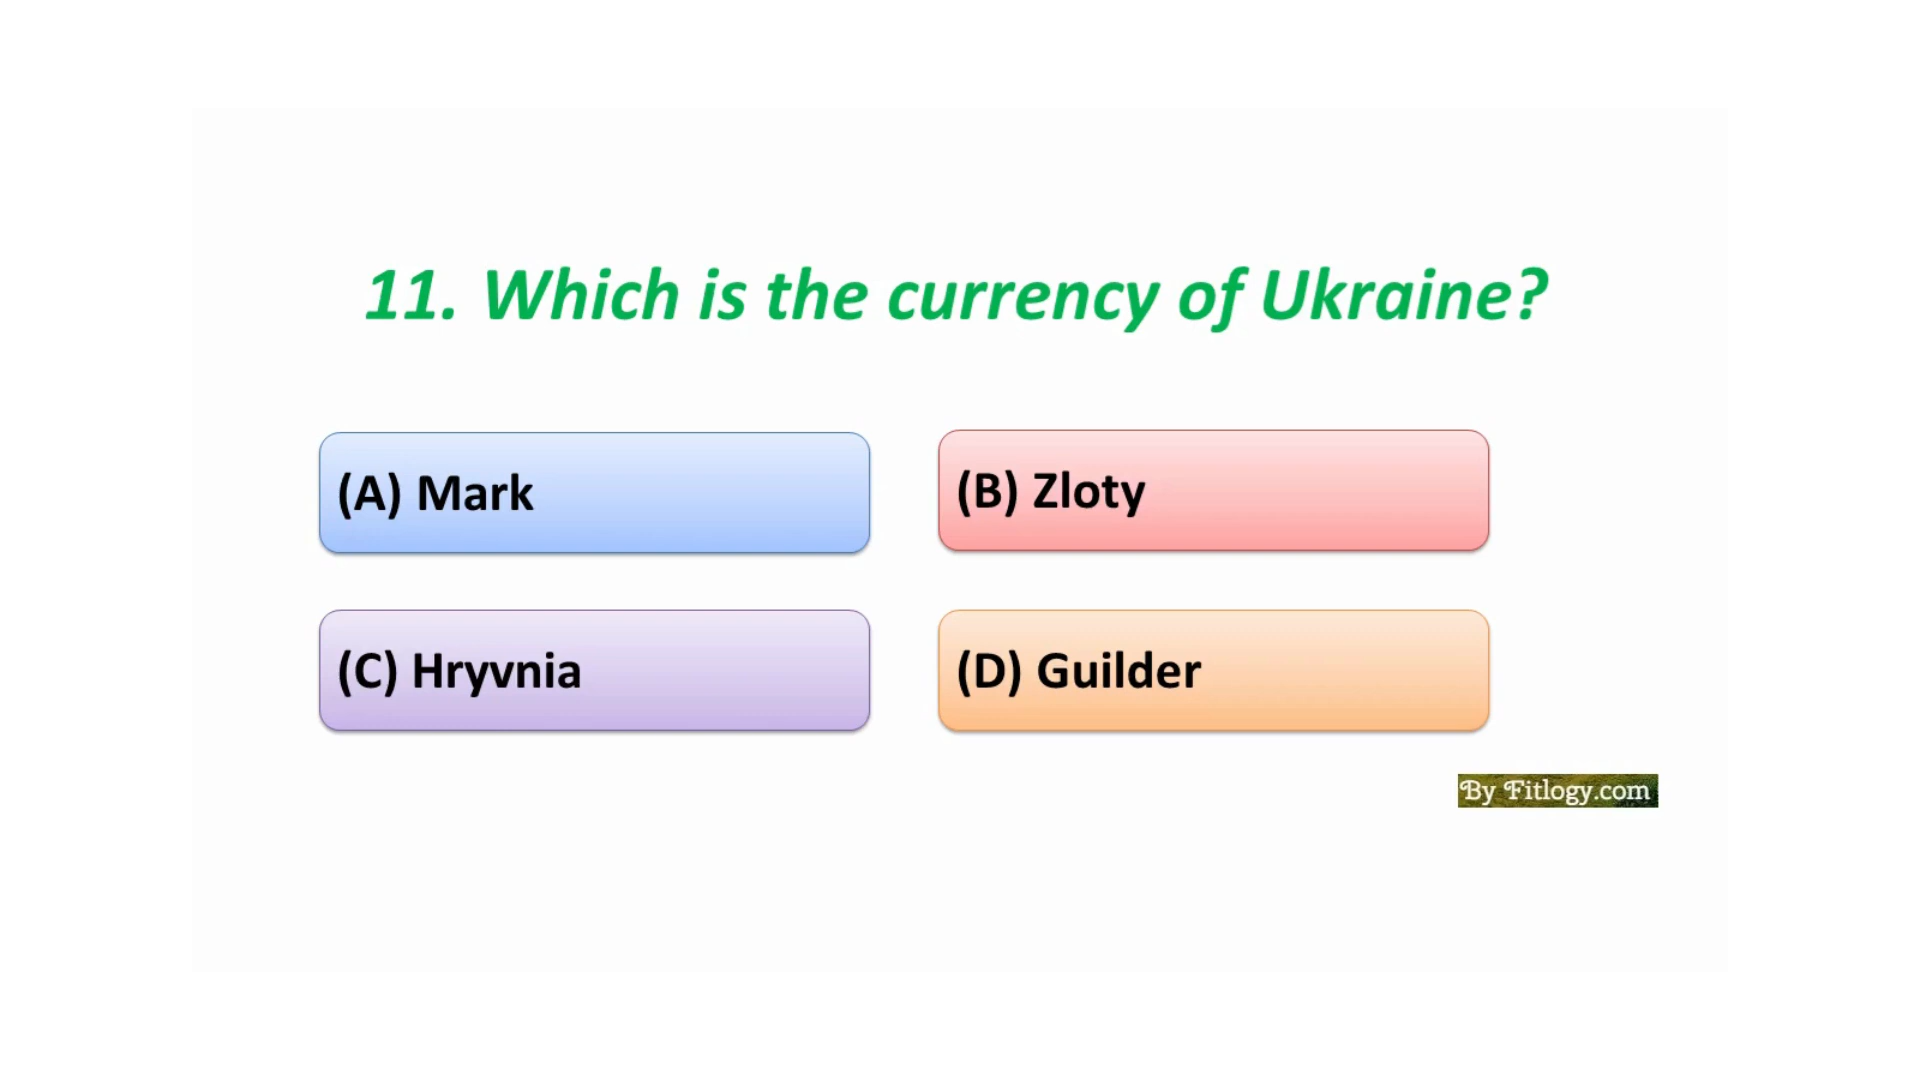 11. Which is the currency of Ukraine?
(A) Mark
(B) Zloty
(C) Hryvnia
(D) Guilder
By Fitlogy.com